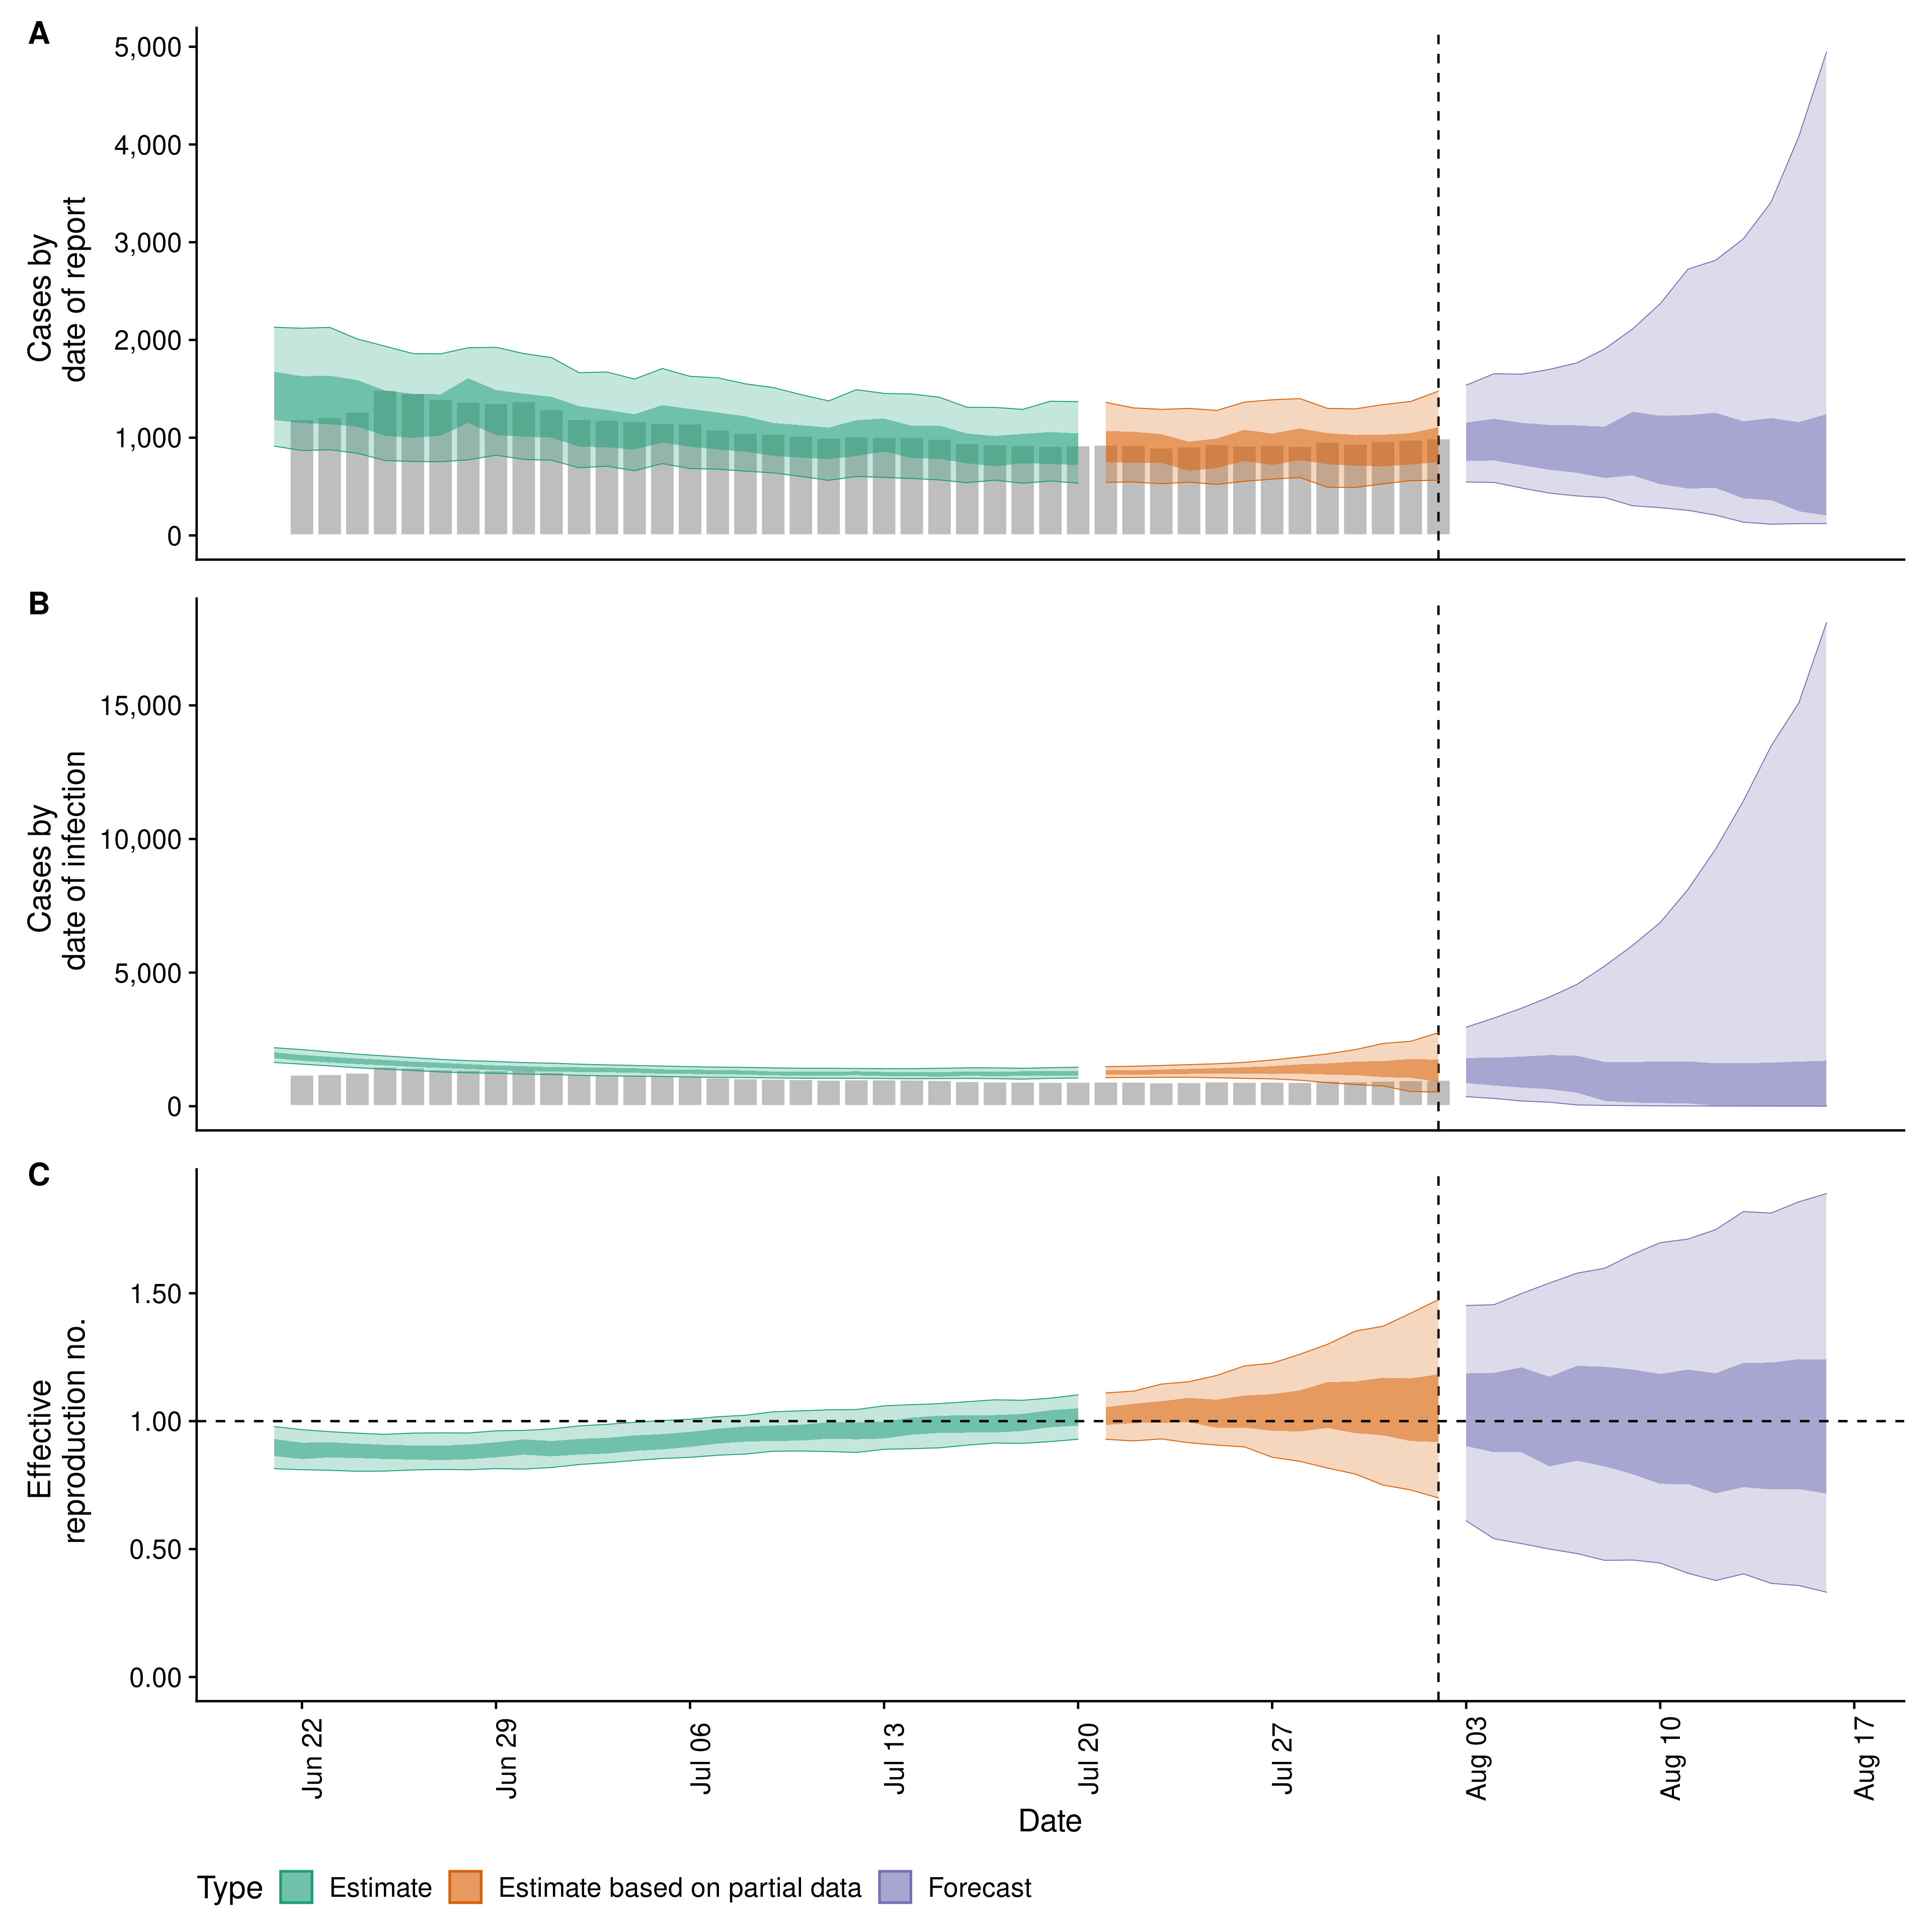 A
5,000
4,000
3,000
2,000
1,000
0
Cases by
date of report
B
15,000
10,000
5,000
0
Cases by
date of infection
C
1.50
1.00
0.50
0.00
Effective
reproduction no.
Jun 22
Jun 29
Jul 06
Jul 13
Jul 20
Jul 27
Aug 03
Aug 10
Aug 17
Date
Type Estimate Estimate based on partial data Forecast